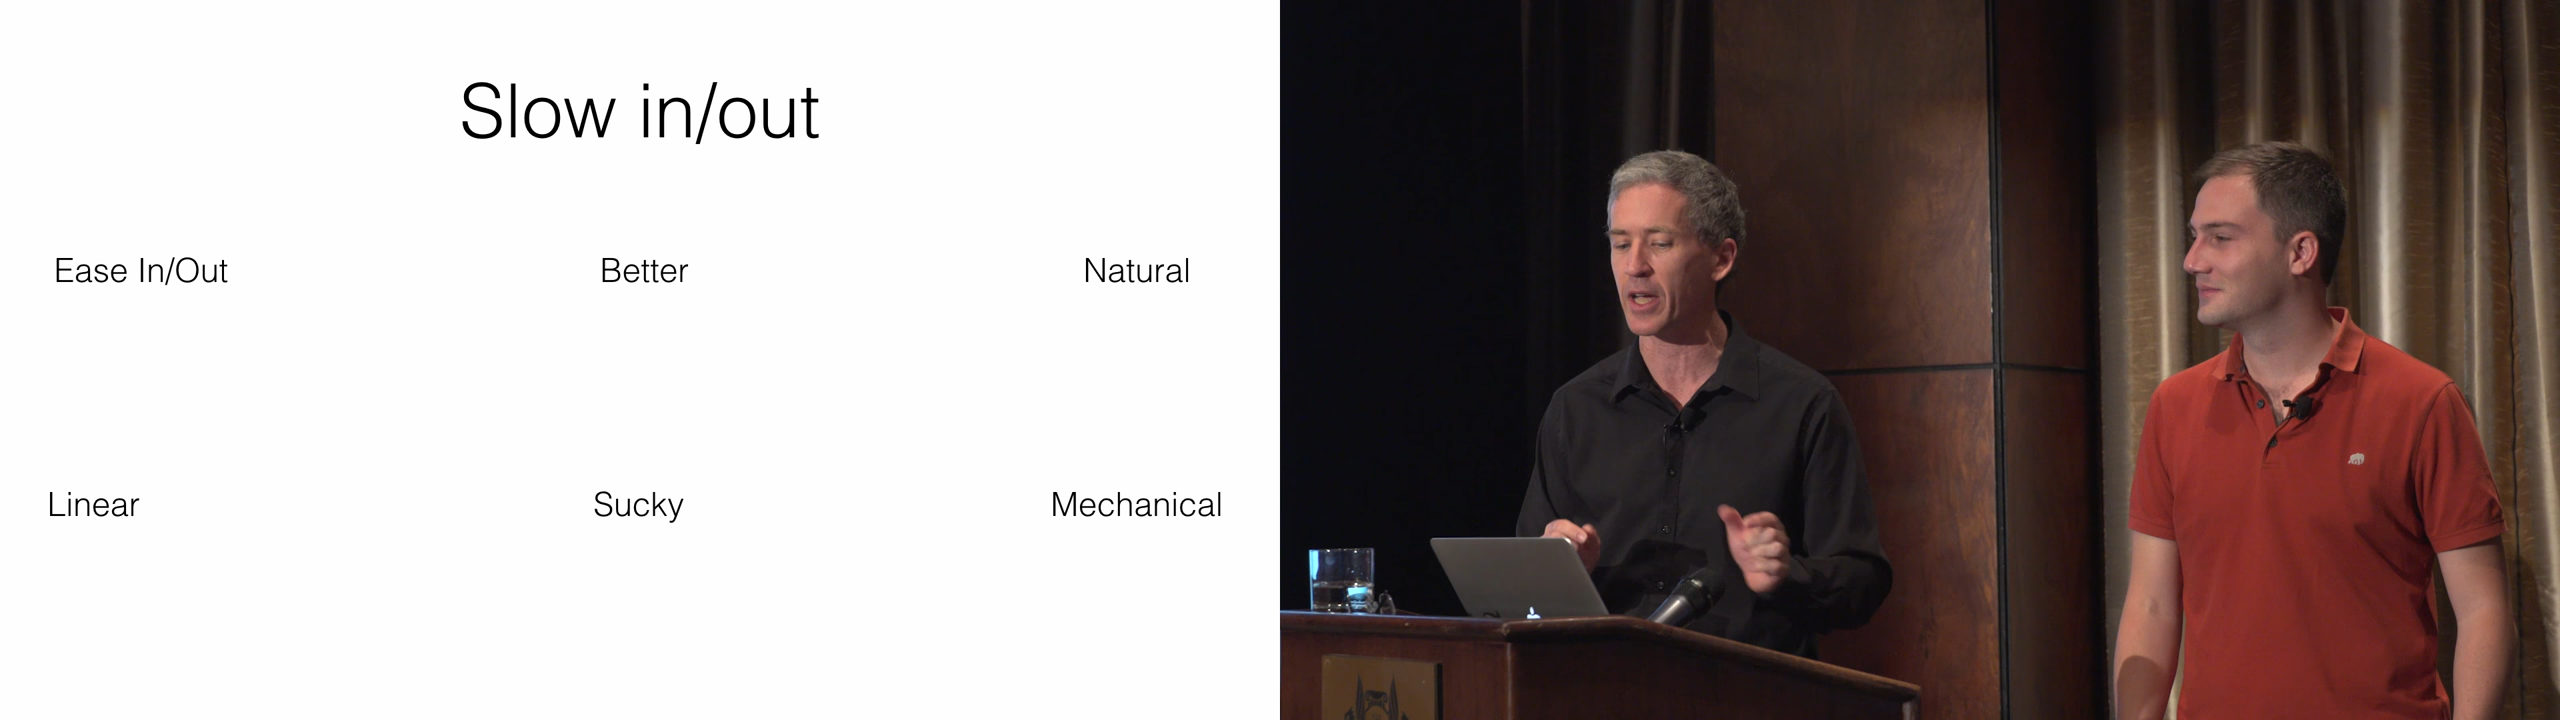 Slow in/out
Ease In/Out Better Natural
Linear Sucky Mechanical